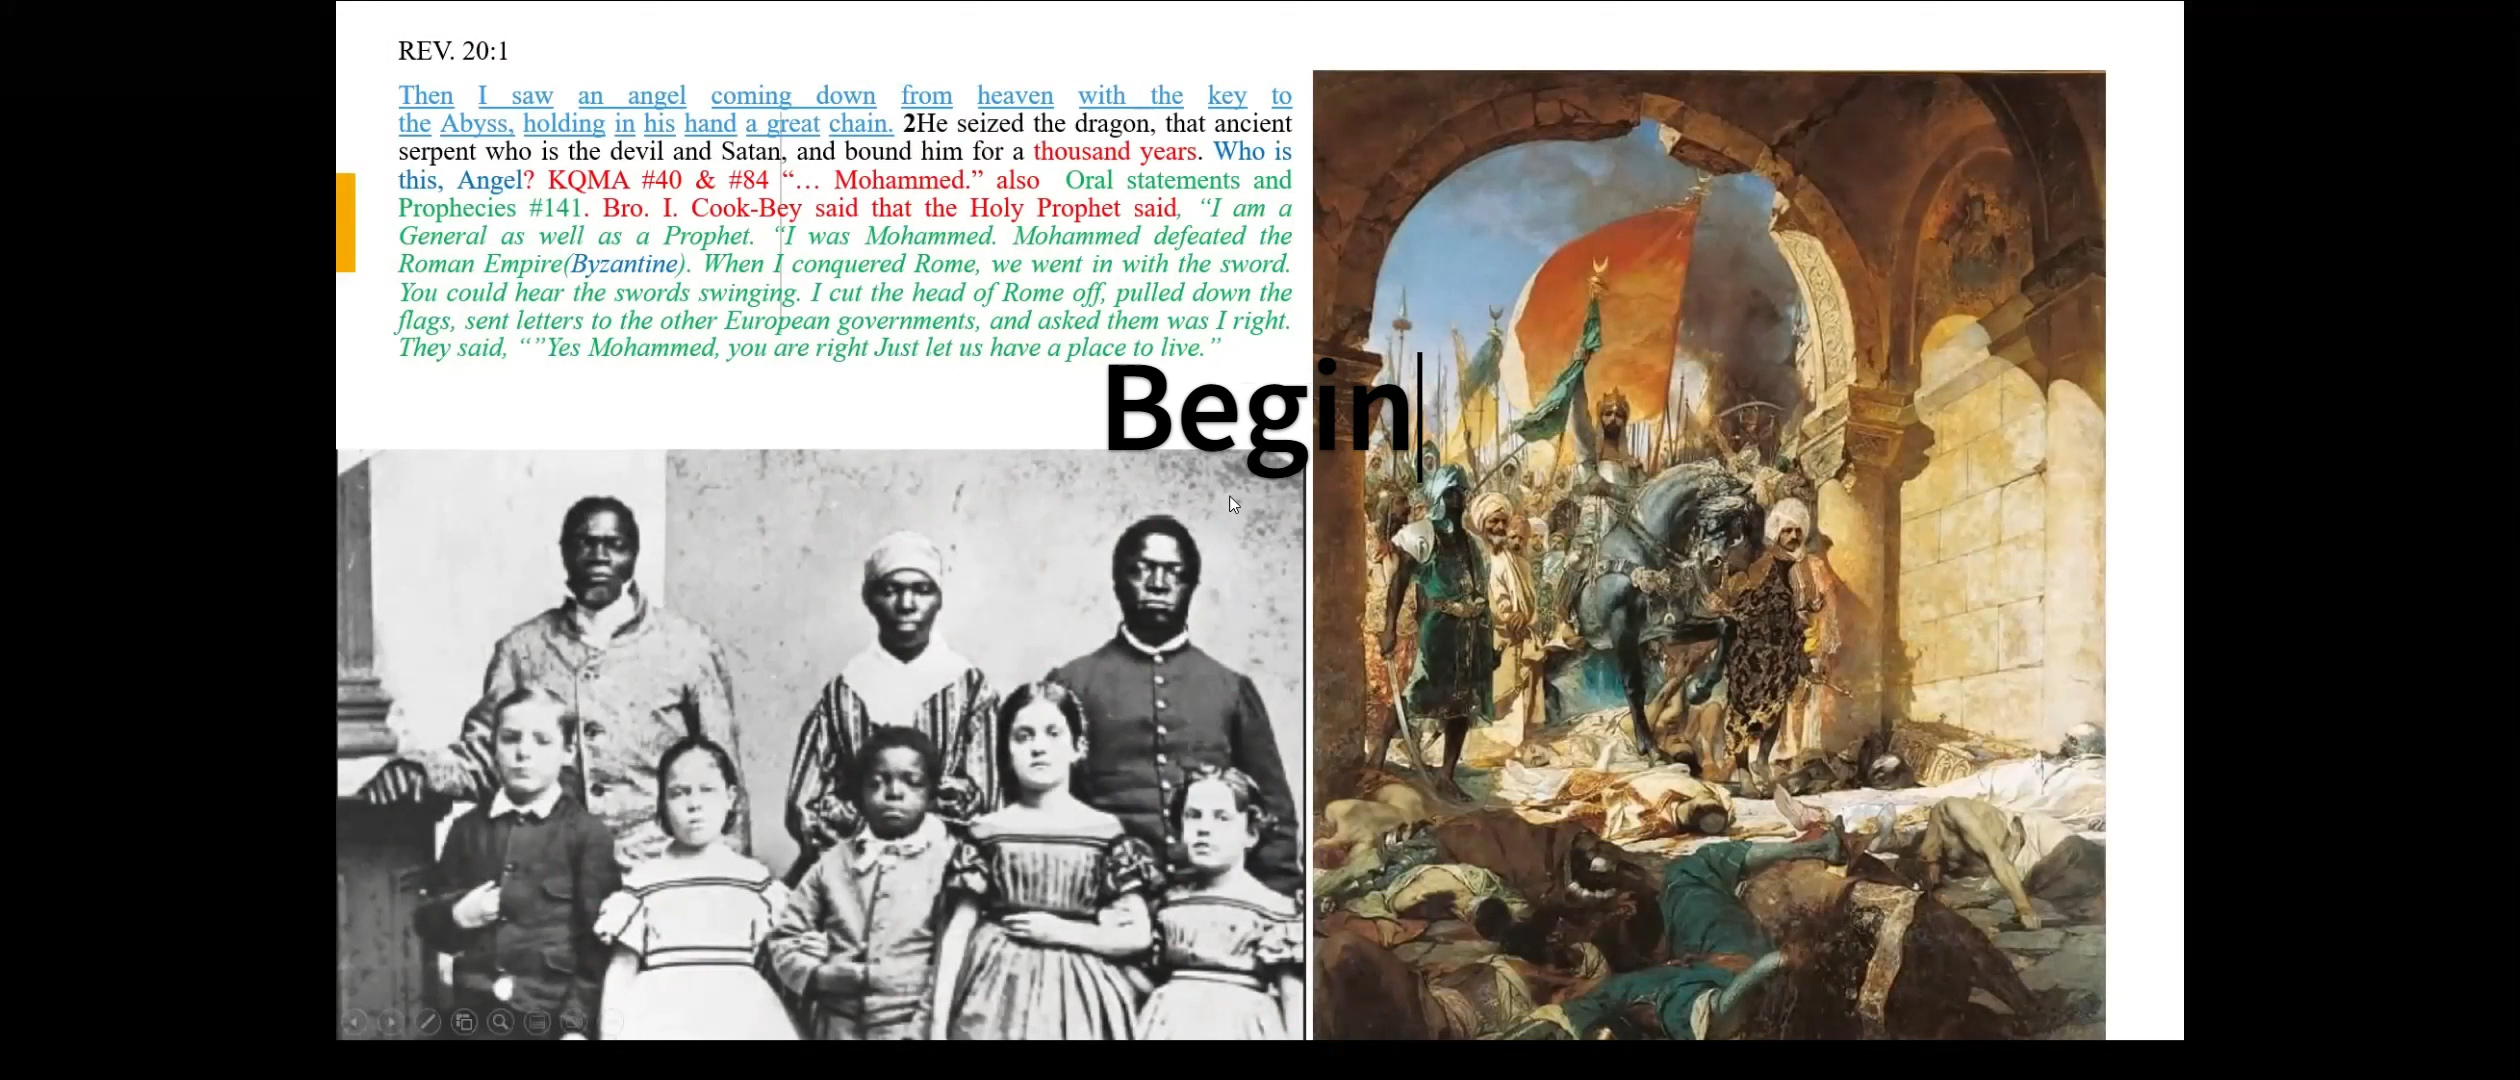 REV. 20:1
Then I saw an angel coming down from heaven with the key to
the Abyss, holding in his hand a great chain. 2He seized the dragon, that ancient
serpent who is the devil and Satan, and bound him for a thousand years. Who is
this, Angel? KQMA #40 & #84 “… Mohammed.” also Oral statements and
Prophecies #141. Bro. I. Cook-Bey said that the Holy Prophet said, “I am a
General as well as a Prophet. “I was Mohammed. Mohammed defeated the
Roman Empire(Byzantine). When I conquered Rome, we went in with the sword.
You could hear the swords swinging. I cut the head of Rome off, pulled down the
flags, sent letters to the other European governments, and asked them was I right.
They said, “”Yes Mohammed, you are right Just let us have a place to live.”
Begin